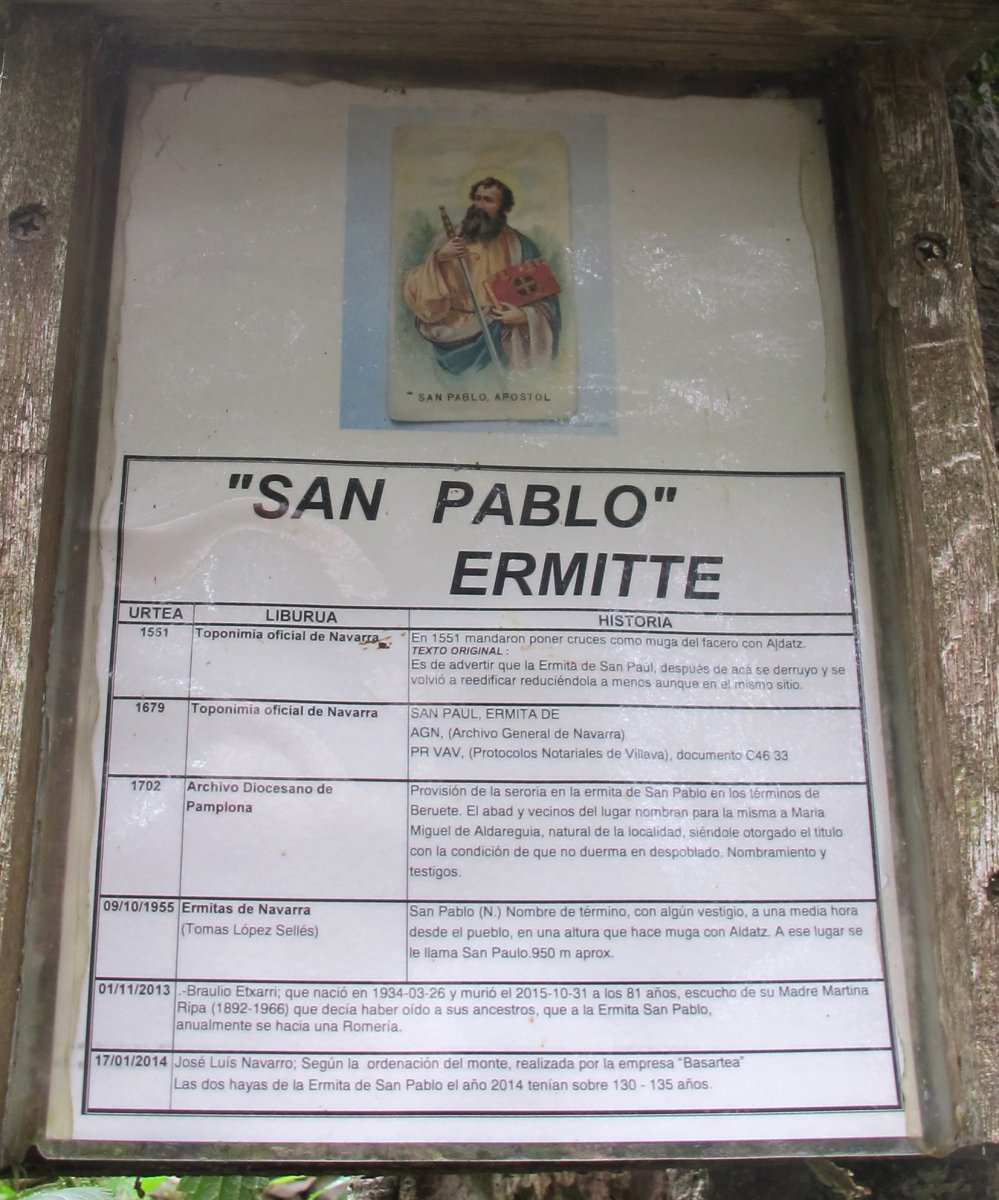 SAN PABLO, APOSTOL
"SAN PABLO"
ERMITTE
URTEA LIBURUA HISTORIA
1551 Toponimia oficial de Navarra
En 1551 mandaron poner cruces como muga del facero con Aldatz.
TEXTO ORIGINAL :
Es de advertir que la Ermita de San Paul, después de acá se derruyo y se
volvió a reedificar reduciéndola a menos aunque en el mismo sitio.
1679 Toponimia oficial de Navarra
SAN PAUL, ERMITA DE
AGN, (Archivo General de Navarra)
PR VAV, (Protocolos Notariales de Villava), documento C46 33
1702 Archivo Diocesano de
Pamplona
Provisión de la seroria en la ermita de San Pablo en los términos de
Beruete. El abad y vecinos del lugar nombran para la misma a Maria
Miguel de Aldareguia, natural de la localidad, siéndole otorgado el titulo
con la condición de que no duerma en despoblado. Nombramiento y
testigos.
09/10/1955 Ermitas de Navarra
(Tomas López Sellés)
San Pablo (N.) Nombre de término, con algún vestigio, a una media hora
desde el pueblo, en una altura que hace muga con Aldatz. A ese lugar se
le llama San Paulo.950 m aprox.
01/11/2013 .-Braulio Etxarri; que nació en 1934-03-26 y murió el 2015-10-31 a los 81 años, escucho de su Madre Martina
Ripa (1892-1966) que decía haber oído a sus ancestros, que a la Ermita San Pablo,
anualmente se hacia una Romería.
17/01/2014 José Luís Navarro; Según la ordenación del monte, realizada por la empresa "Basartea"
Las dos hayas de la Ermita de San Pablo el año 2014 tenían sobre 130 - 135 años.